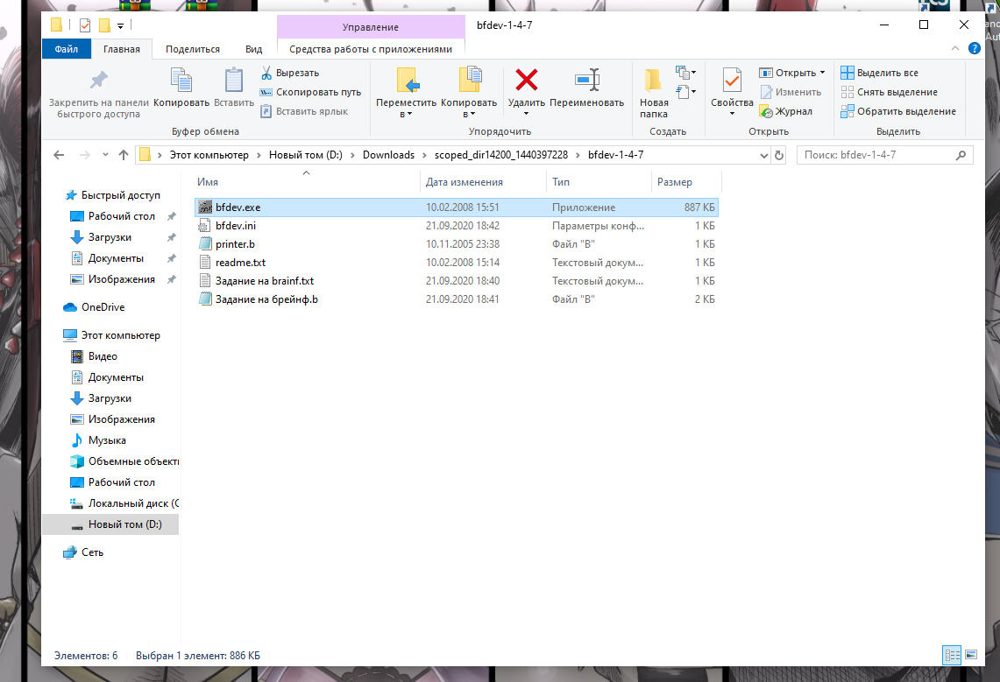 Управление
bfdev-1-4-7
Файл
Главная
Поделиться
Вид
Средства работы с приложениями
Закрепить на панели
быстрого доступа
Копировать
Вставить
Вырезать
Скопировать путь
Вставить ярлык
Буфер обмена
Переместить
в
Копировать
в
Удалить
Переименовать
Упорядочить
Новая
папка
Создать
Свойства
Открыть
Изменить
Журнал
Открыть
Выделить все
Снять выделение
Обратить выделение
Выделить
Этот компьютер > Новый том (D:) > Downloads > scoped_dir14200_1440397228 > bfdev-1-4-7
Поиск: bfdev-1-4-7
Быстрый доступ
Рабочий стол
Загрузки
Документы
Изображения
OneDrive
Этот компьютер
Видео
Документы
Загрузки
Изображения
Музыка
Объемные объекты
Рабочий стол
Локальный диск (C
Новый том (D:)
Сеть
Имя Дата изменения Тип Размер
bfdev.exe 10.02.2008 15:51 Приложение 887 КБ
bfdev.ini 21.09.2020 18:42 Параметры конф... 1 КБ
printer.b 10.11.2005 23:38 Файл "B" 1 КБ
readme.txt 10.02.2008 15:14 Текстовый докум... 1 КБ
Задание на brainf.txt 21.09.2020 18:40 Текстовый докум... 1 КБ
Задание на брейнф.b 21.09.2020 18:41 Файл "B" 2 КБ
Элементов: 6 Выбран 1 элемент: 886 КБ